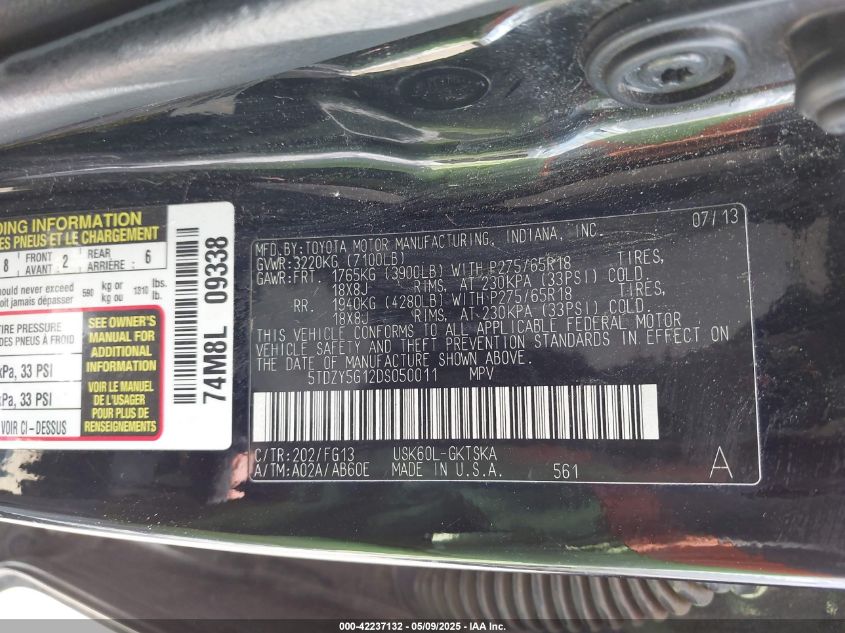 DING INFORMATION
DES PNEUS ET LE CHARGEMENT
8 FRONT AVANT 2 REAR ARRIÈRE 6
hould never exceed
oit jamais dépasser
590 kg or kg ou 1310 lbs. lb.
TIRE PRESSURE
DES PNEUS À FROID
kPa, 33 PSI
kPa, 33 PSI
VOIR CI-DESSUS
SEE OWNER'S
MANUAL FOR
ADDITIONAL
INFORMATION
VOIR LE MANUEL
DE L'USAGER
POUR PLUS DE
RENSEIGNEMENTS
74M8L 09338
MFD.BY:TOYOTA MOTOR MANUFACTURING, INDIANA, INC. 07/13
GVWR:3220KG (7100LB)
GAWR:FRT. 1765KG (3900LB) WITH P275/65R18 TIRES,
18X8J RIMS, AT 230KPA (33PSI) COLD.
RR. 1940KG (4280LB) WITH P275/65R18 TIRES,
18X8J RIMS, AT 230KPA (33PSI) COLD.
THIS VEHICLE CONFORMS TO ALL APPLICABLE FEDERAL MOTOR
VEHICLE SAFETY AND THEFT PREVENTION STANDARDS IN EFFECT ON
THE DATE OF MANUFACTURE SHOWN ABOVE.
5TDZY5G12DS050011 MPV
C/TR:202/FG13 USK60L-GKTSKA
A/TM:A02A/AB60E MADE IN U.S.A. 561 A
000-42237132 - 05/09/2025 - IAA Inc.